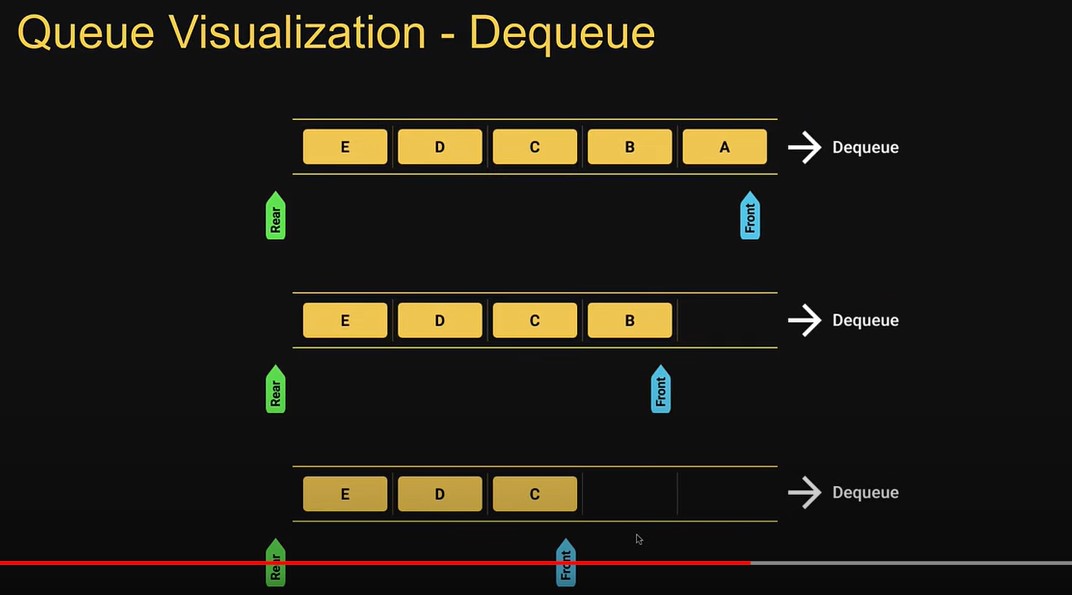 Queue Visualization - Dequeue
E D C B A Dequeue
Rear Front
E D C B Dequeue
Rear Front
E D C Dequeue
Rear Front